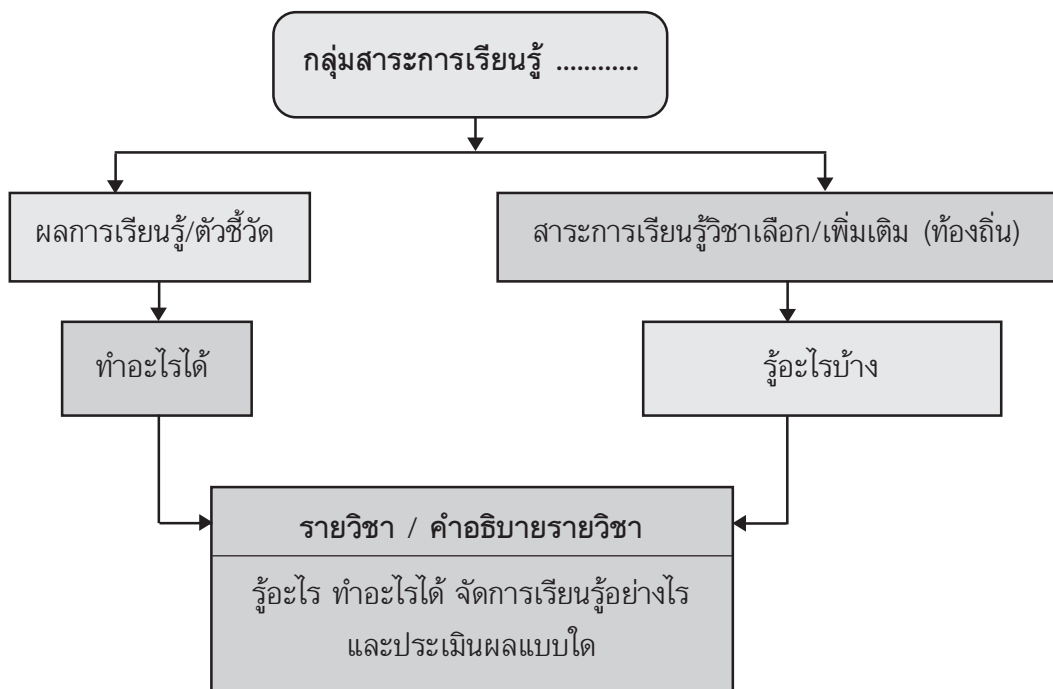 กลุ่มสาระการเรียนรู้ ............
ผลการเรียนรู้/ตัวชี้วัด
สาระการเรียนรู้วิชาเลือก/เพิ่มเติม (ท้องถิ่น)
ทำอะไรได้
รู้อะไรบ้าง
รายวิชา / คำอธิบายรายวิชา
รู้อะไร ทำอะไรได้ จัดการเรียนรู้อย่างไร
และประเมินผลแบบใด